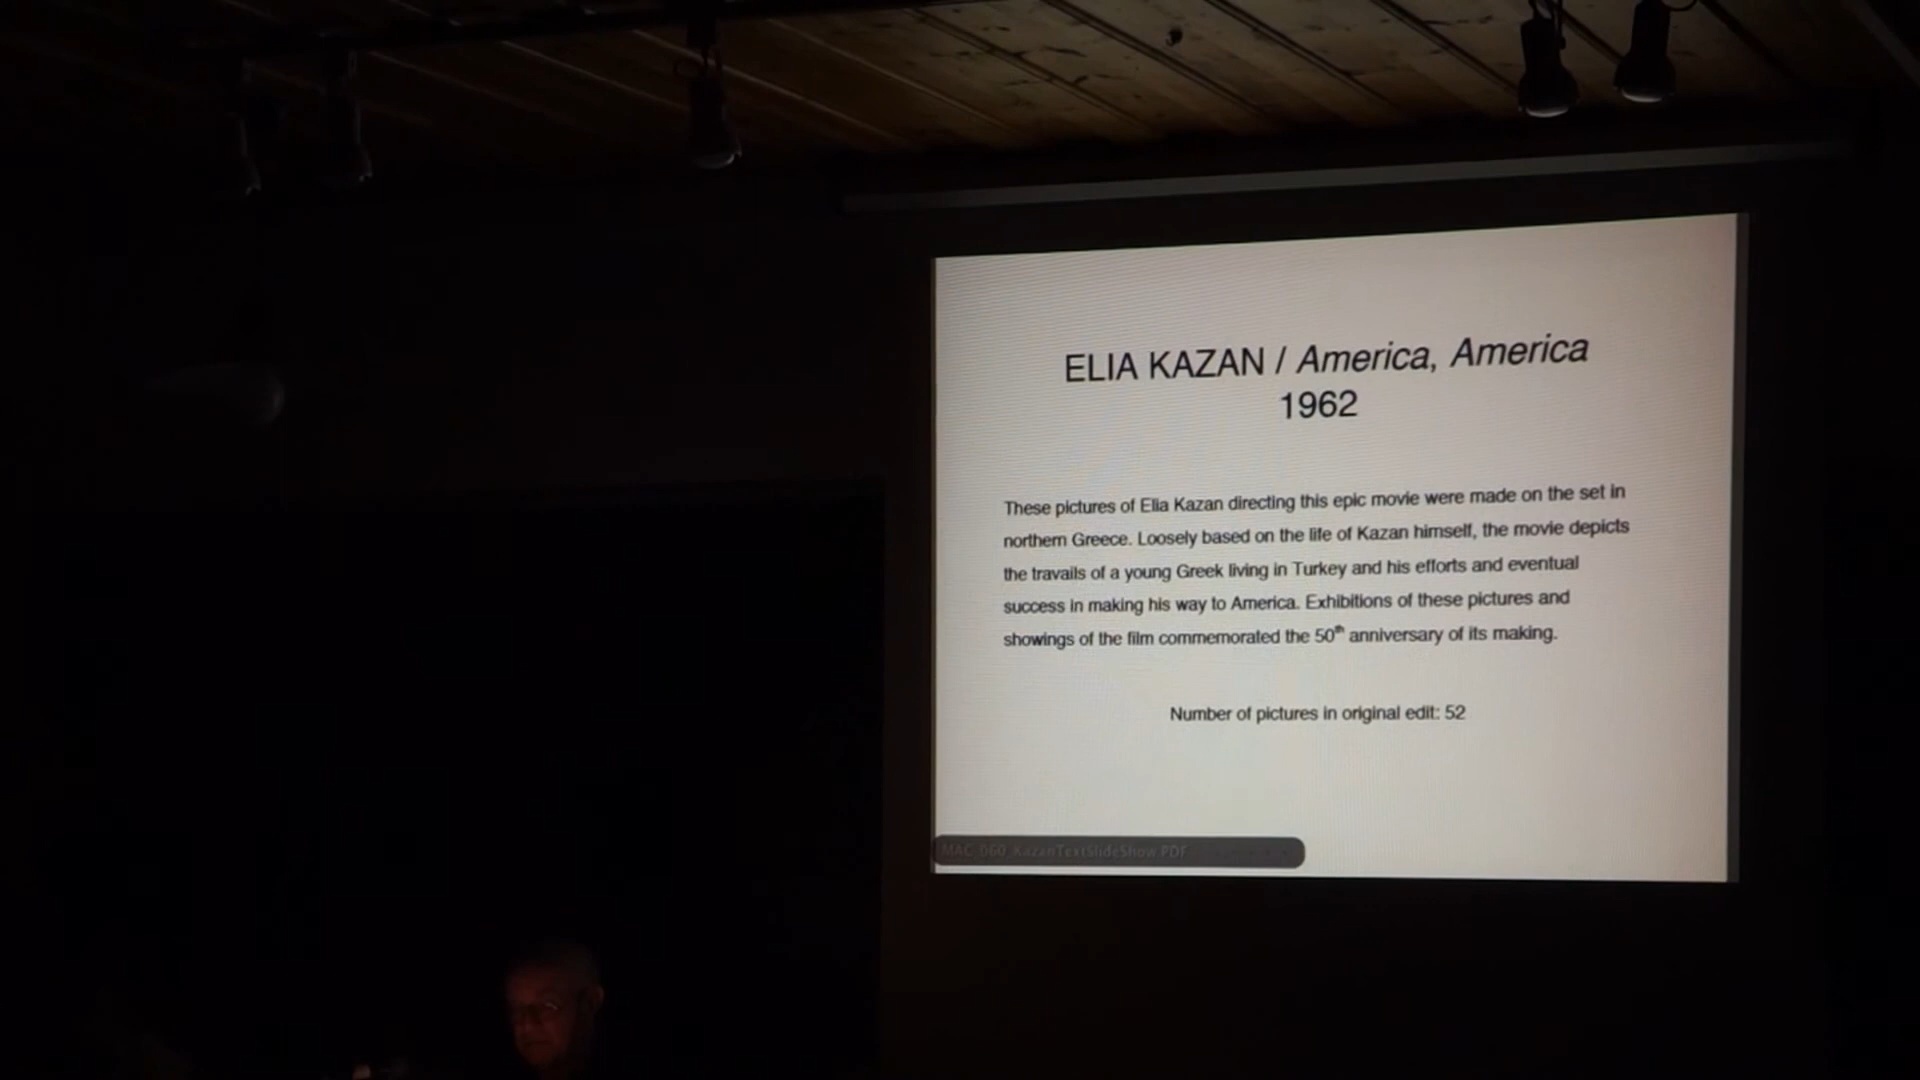 ELIA KAZAN / America, America
1962
These pictures of Elia Kazan directing this epic movie were made on the set in
northern Greece. Loosely based on the life of Kazan himself, the movie depicts
the travails of a young Greek living in Turkey and his efforts and eventual
success in making his way to America. Exhibitions of these pictures and
showings of the film commemorated the 50th anniversary of its making.
Number of pictures in original edit: 52
MAC_060_KazanTextSlideShow.PDF